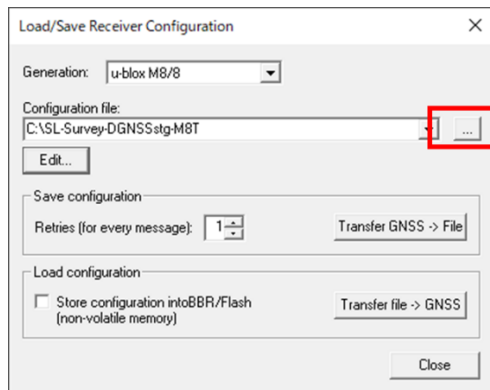 Load/Save Receiver Configuration
Generation: u-blox M8/8
Configuration file:
C:\SL-Survey-DGNSSstg-M8T ...
Edit...
Save configuration
Retries (for every message): 1 Transfer GNSS -> File
Load configuration
Store configuration intoBBR/Flash
(non-volatile memory) Transfer file -> GNSS
Close